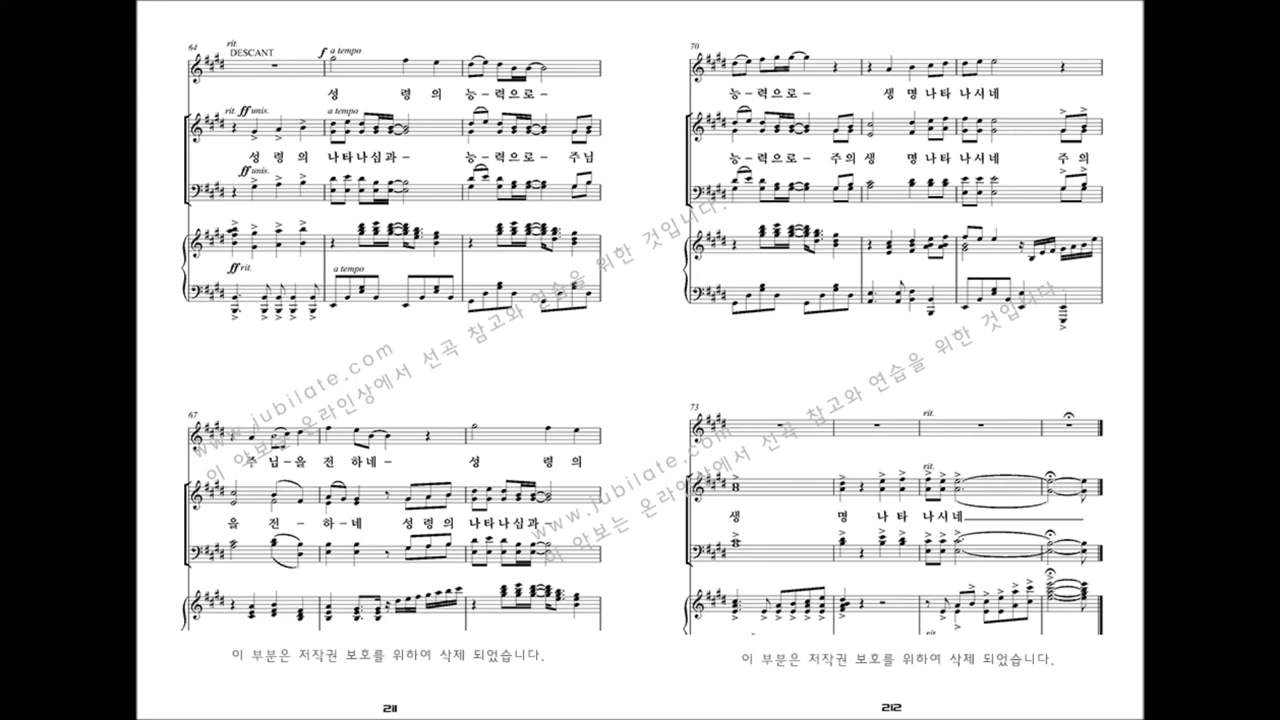 64
rit.
DESCANT
f a tempo
성 령 의 능-력으로-
rit. ff unis. a tempo
성 령 의 나타나심과- 능-력으로- 주님
ff unis.
ff rit.
a tempo
67
주 님-을 전 하네- 성 령 의
을 전- 하-네 성령의 나타나심과-
이 부분은 저작권 보호를 위하여 삭제 되었습니다.
211
www.jubilate.com
이 악보는 온라인상에서 선곡 참고와 연습을 위한 것입니다.
70
능-력으로- 생 명 나 타 나시네
능-력으로- 주의 생 명 나 타 나시네 주 의
73
rit.
rit.
생 명 나 타 나시네
rit.
이 부분은 저작권 보호를 위하여 삭제 되었습니다.
212
www.jubilate.com
이 악보는 온라인상에서 선곡 참고와 연습을 위한 것입니다.